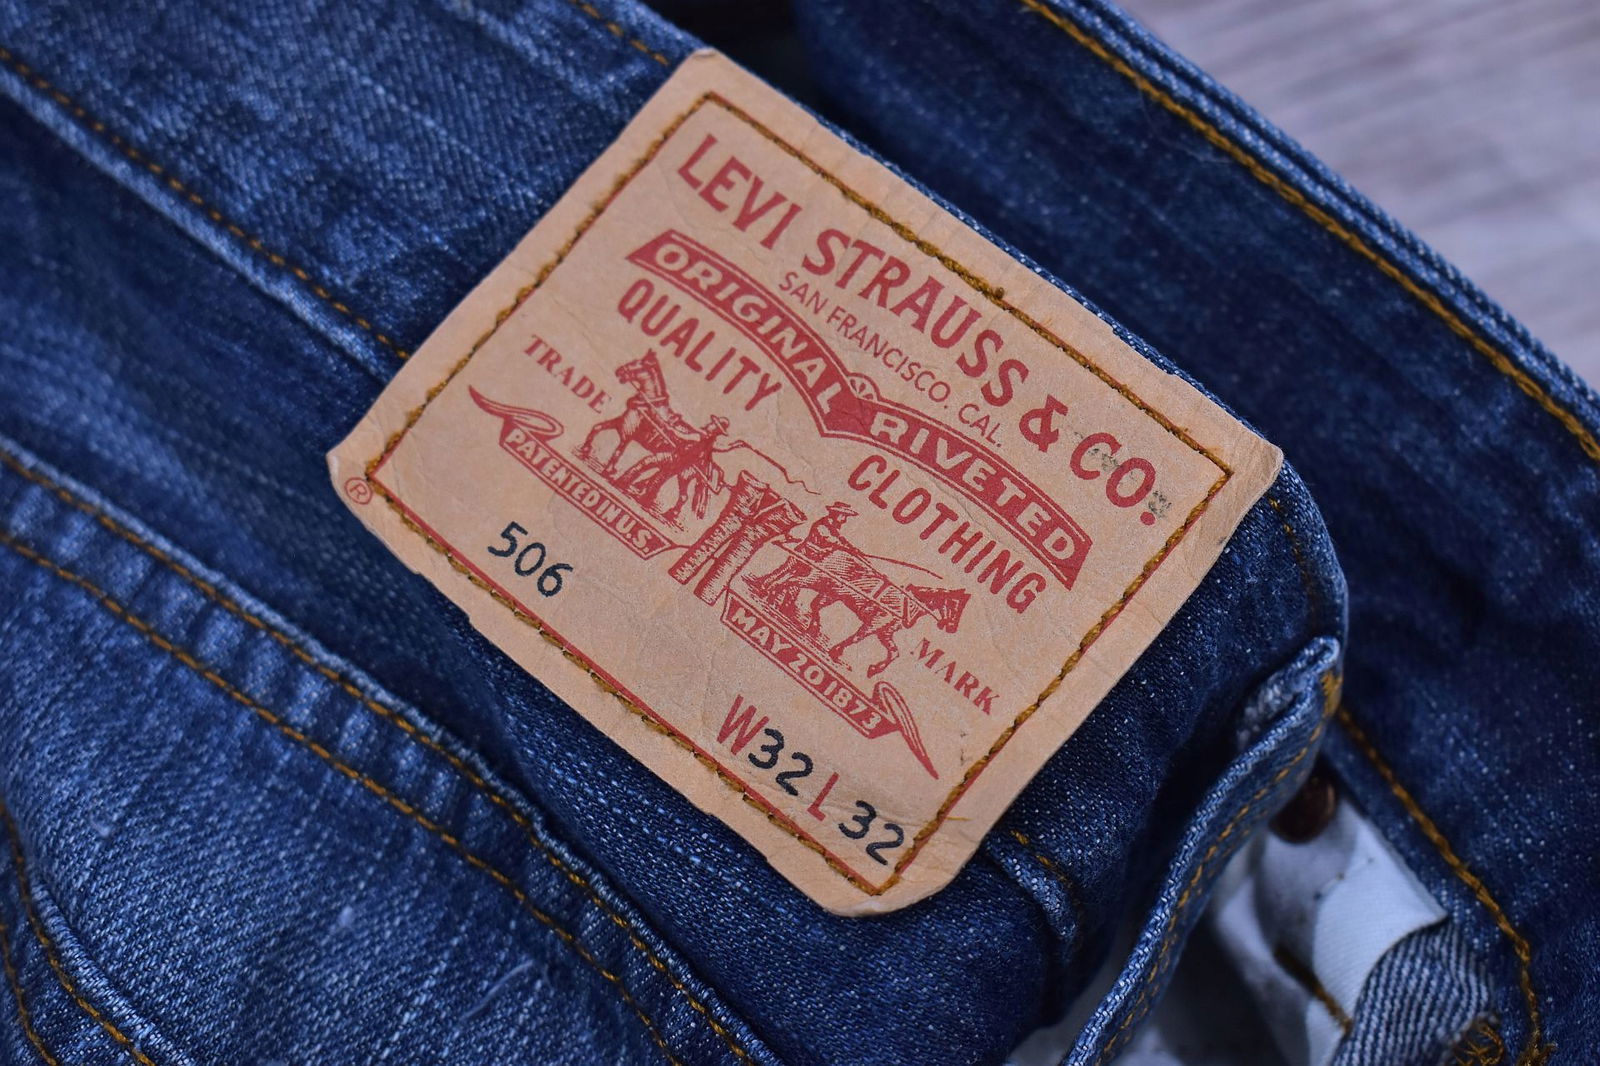 LEVI STRAUSS & CO.
SAN FRANCISCO. CAL.
ORIGINAL RIVETED
QUALITY CLOTHING
TRADE MARK
PATENTED IN U.S.
MAY 20 1873
®
506
W32 L 32